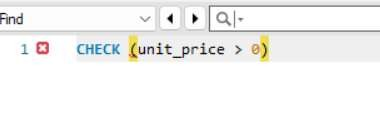 Find
1 CHECK (unit_price > 0)